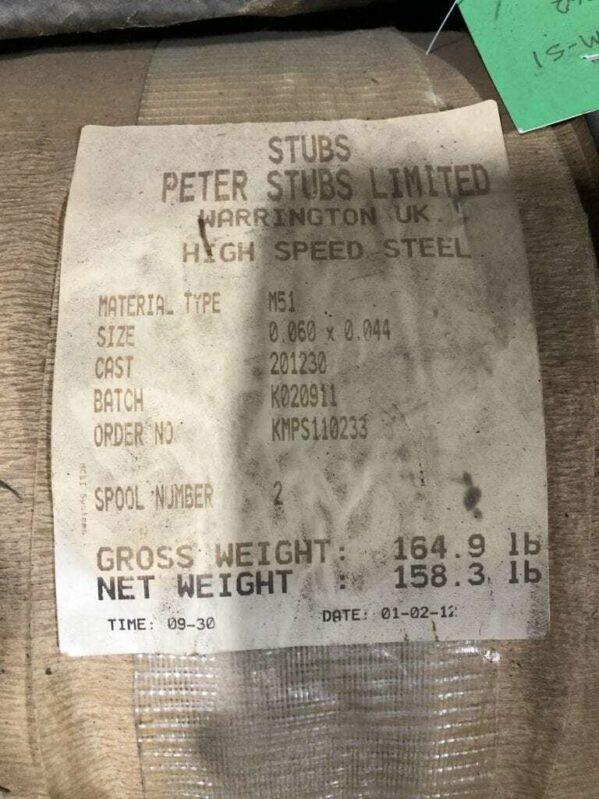 STUBS
PETER STUBS LIMITED
WARRINGTON UK.
HIGH SPEED STEEL
MATERIAL TYPE M51
SIZE 0.060 x 0.044
CAST 201230
BATCH K020911
ORDER NO KMPS110233
SPOOL NUMBER 2
GROSS WEIGHT: 164.9 lb
NET WEIGHT : 158.3 lb
TIME: 09-30 DATE: 01-02-12
M-51